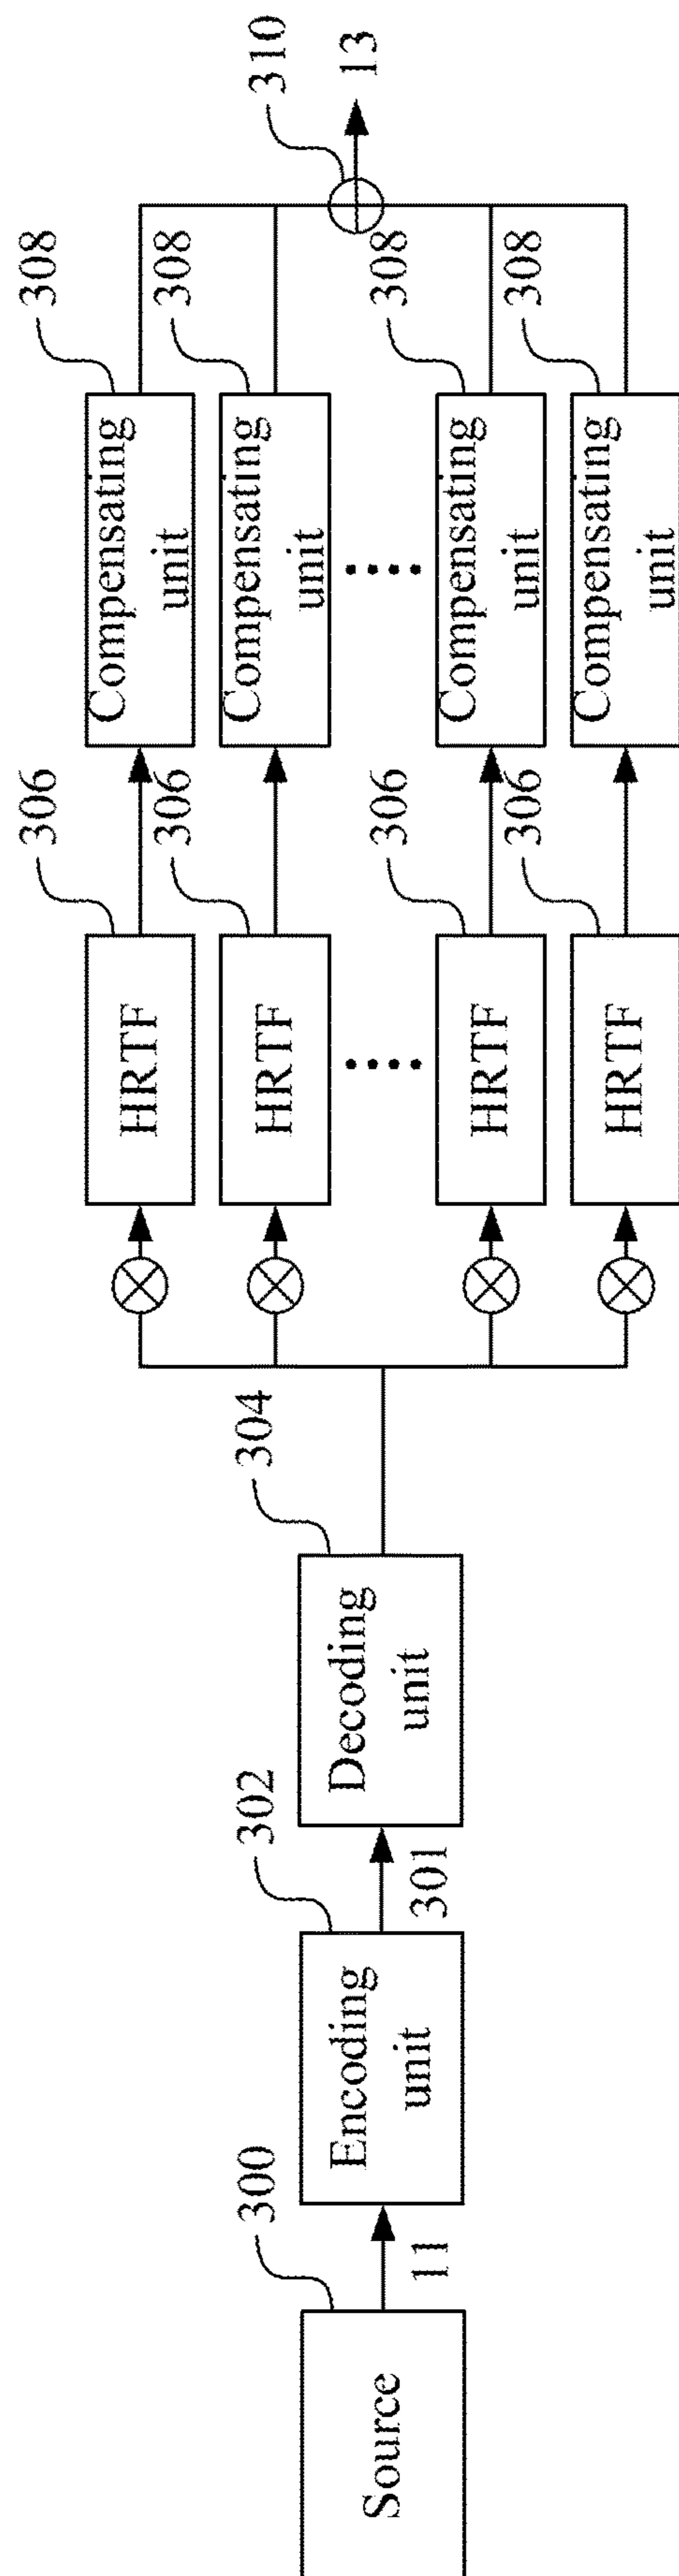 Source
300
11
Encoding
unit
302
301
Decoding
unit
304
HRTF
306
HRTF
306
HRTF
306
HRTF
306
Compensating
unit
308
Compensating
unit
308
Compensating
unit
308
Compensating
unit
308
310
13